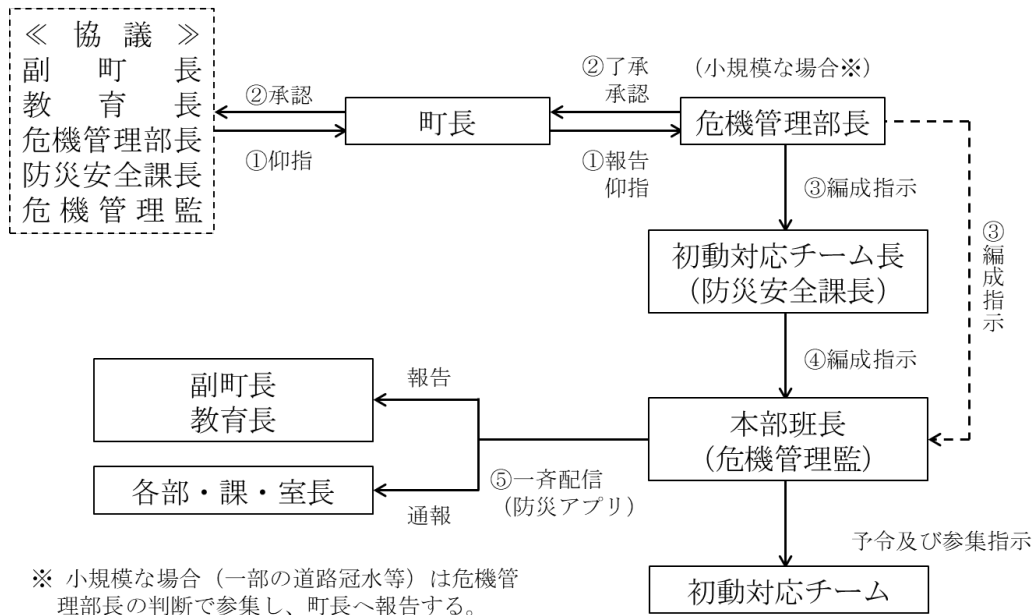 ≪協議≫
副町長
教育長
危機管理部長
防災安全課長
危機管理監
②承認
①仰指
町長
②了承
承認
①報告
仰指
(小規模な場合※)
危機管理部長
③編成指示
③編成指示
初動対応チーム長
(防災安全課長)
④編成指示
本部班長
(危機管理監)
報告
副町長
教育長
⑤一斉配信
(防災アプリ)
各部・課・室長
通報
予令及び参集指示
初動対応チーム
※ 小規模な場合（一部の道路冠水等）は危機管
理部長の判断で参集し、町長へ報告する。